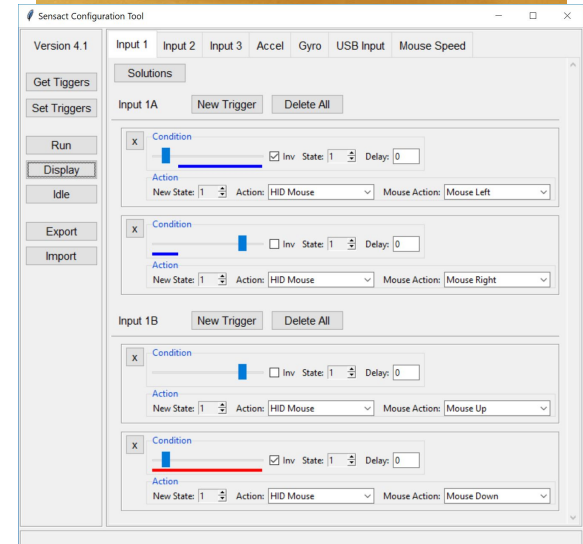 Sensact Configuration Tool
Version 4.1
Get Tiggers
Set Triggers
Run
Display
Idle
Export
Import
Input 1 Input 2 Input 3 Accel Gyro USB Input Mouse Speed
Solutions
Input 1A New Trigger Delete All
x Condition
Inv State: 1 Delay: 0
Action
New State: 1 Action: HID Mouse Mouse Action: Mouse Left
x Condition
Inv State: 1 Delay: 0
Action
New State: 1 Action: HID Mouse Mouse Action: Mouse Right
Input 1B New Trigger Delete All
x Condition
Inv State: 1 Delay: 0
Action
New State: 1 Action: HID Mouse Mouse Action: Mouse Up
x Condition
Inv State: 1 Delay: 0
Action
New State: 1 Action: HID Mouse Mouse Action: Mouse Down